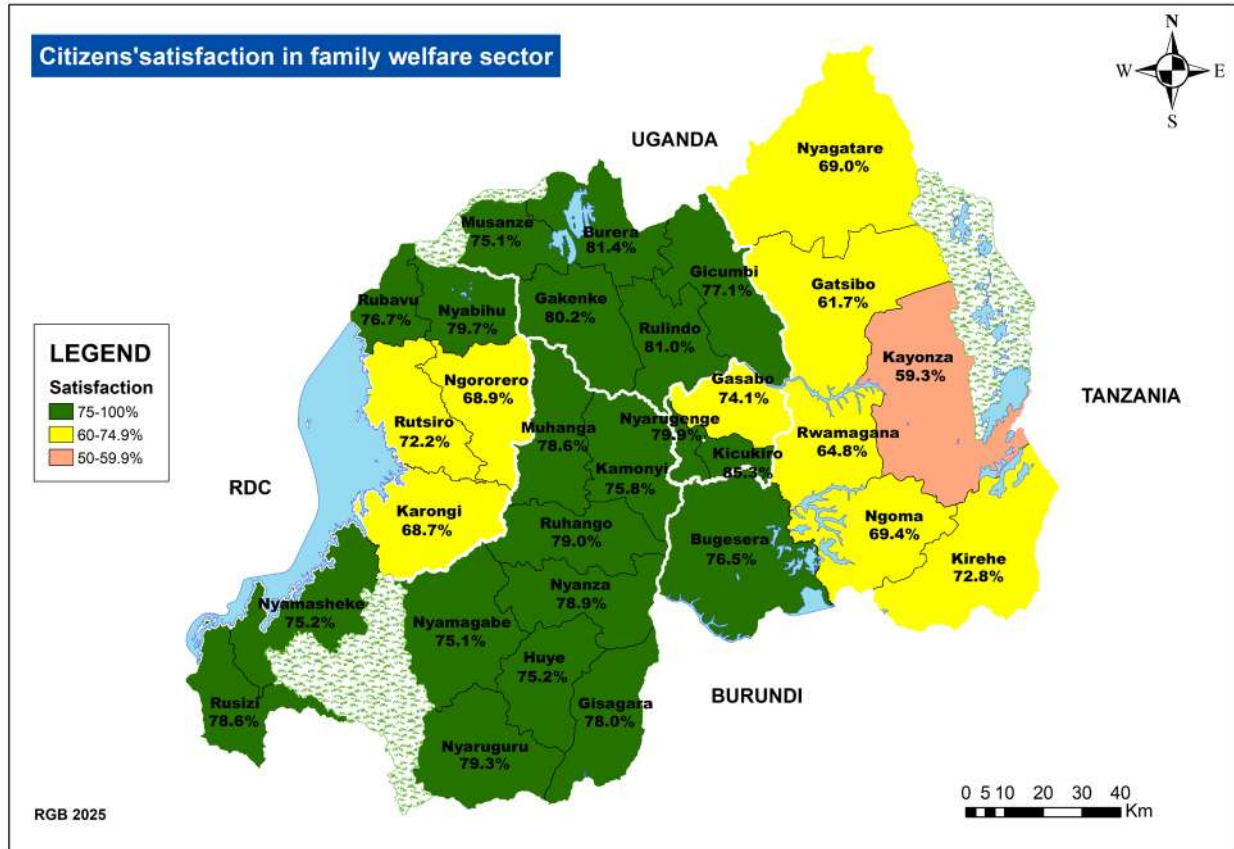 Citizens'satisfaction in family welfare sector
N
W
E
S
UGANDA
Nyagatare
69.0%
Musanze
75.1%
Burera
81.4%
Gicumbi
77.1%
Gatsibo
61.7%
Rubavu
76.7%
Nyabihu
79.7%
Gakenke
80.2%
Rulindo
81.0%
Kayonza
59.3%
LEGEND
Satisfaction
75-100%
60-74.9%
50-59.9%
Ngororero
68.9%
Gasabo
74.1%
TANZANIA
Rutsiro
72.2%
Muhanga
78.6%
Nyarugenge
79.9%
Rwamagana
64.8%
Kicukiro
85.3%
Kamonyi
75.8%
RDC
Karongi
68.7%
Ruhango
79.0%
Bugesera
76.5%
Ngoma
69.4%
Kirehe
72.8%
Nyanza
78.9%
Nyamasheke
75.2%
Nyamagabe
75.1%
Huye
75.2%
BURUNDI
Rusizi
78.6%
Gisagara
78.0%
Nyaruguru
79.3%
0 5 10 20 30 40
Km
RGB 2025